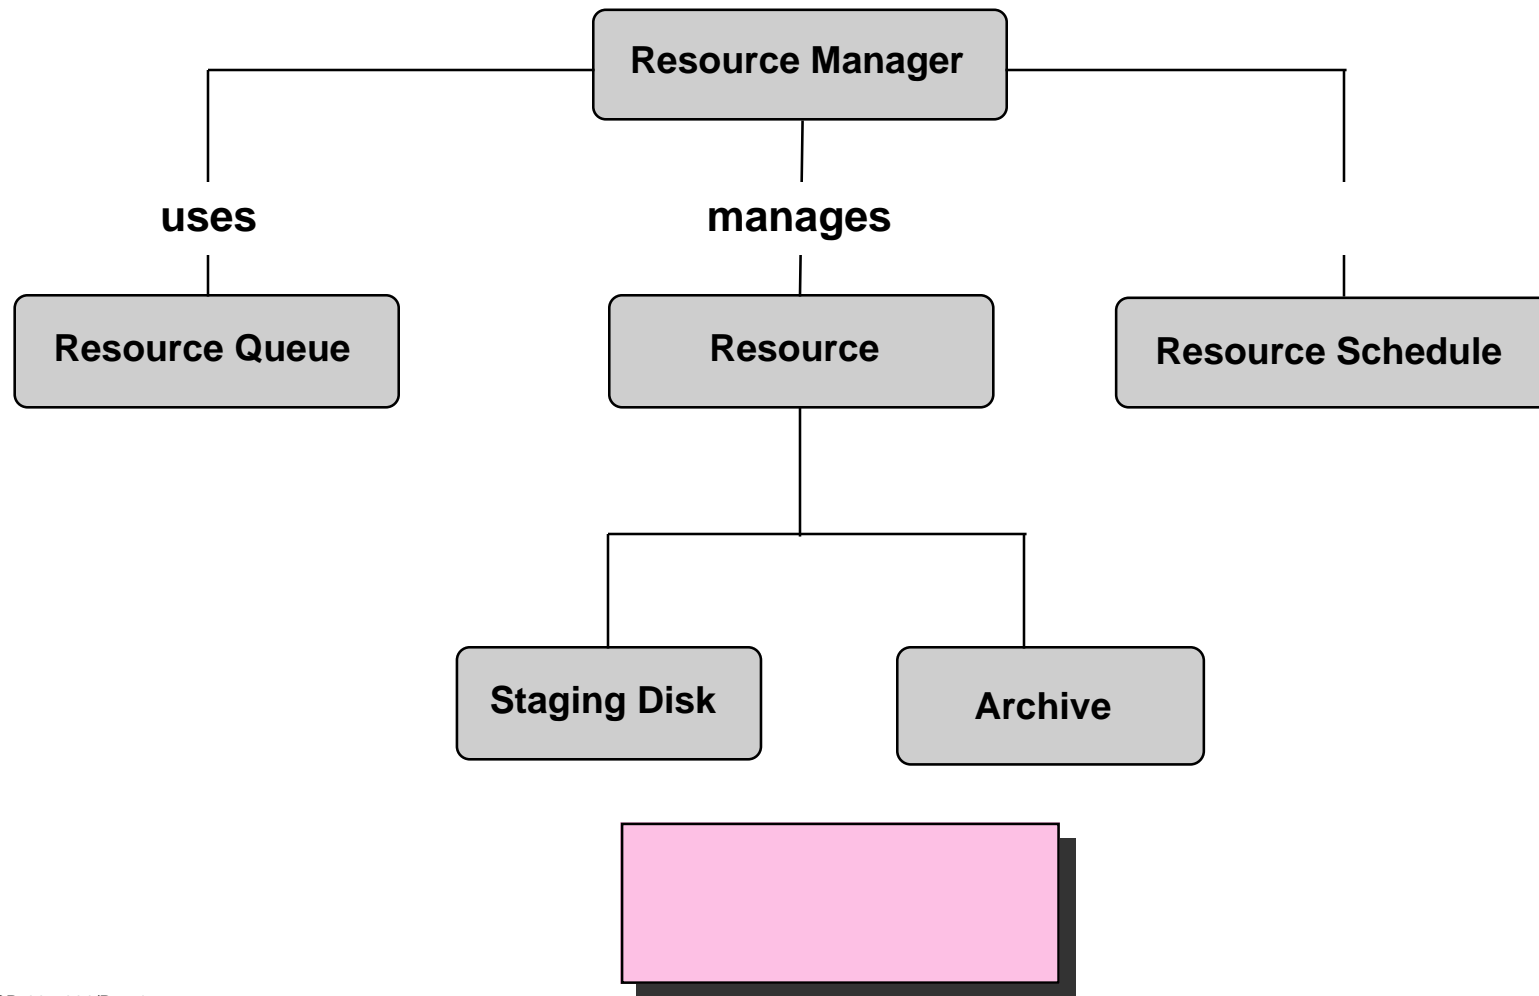 Resource Manager
uses
manages
Resource Queue
Resource
Resource Schedule
Staging Disk
Archive